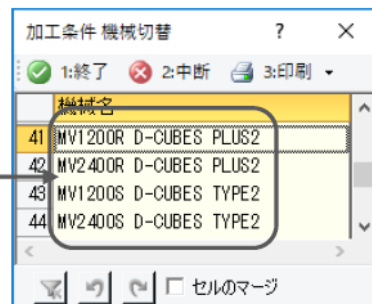 加工条件 機械切替 ? ×
1:終了 2:中断 3:印刷
機械名
41 MV1200R D-CUBES PLUS2
42 MV2400R D-CUBES PLUS2
43 MV1200S D-CUBES TYPE2
44 MV2400S D-CUBES TYPE2
セルのマージ